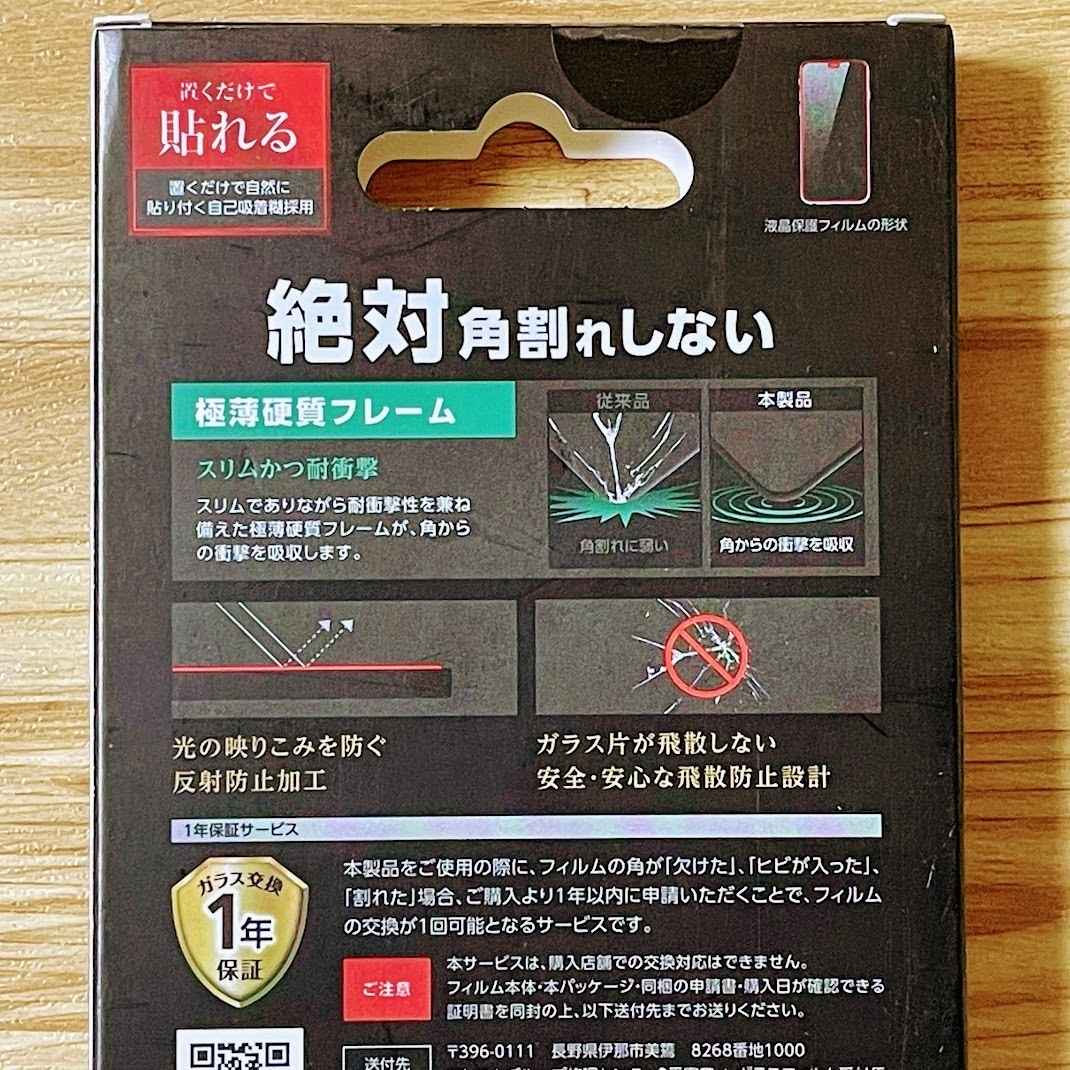 置くだけで
貼れる
置くだけで自然に
貼り付く自己吸着糊採用
液晶保護フィルムの形状
絶対角割れしない
極薄硬質フレーム
スリムかつ耐衝撃
スリムでありながら耐衝撃性を兼ね
備えた極薄硬質フレームが、角から
の衝撃を吸収します。
従来品
角割れに弱い
本製品
角からの衝撃を吸収
光の映りこみを防ぐ
反射防止加工
ガラス片が飛散しない
安全・安心な飛散防止設計
1年保証サービス
ガラス交換
1年
保証
本製品をご使用の際に、フィルムの角が「欠けた」、「ヒビが入った」、
「割れた」場合、ご購入より1年以内に申請いただくことで、フィルム
の交換が1回可能となるサービスです。
ご注意
本サービスは、購入店舗での交換対応はできません。
フィルム本体・本パッケージ・同梱の申請書・購入日が確認できる
証明書を同封の上、以下送付先までお送りください。
送付先
〒396-0111 長野県伊那市美篶 8268番地1000